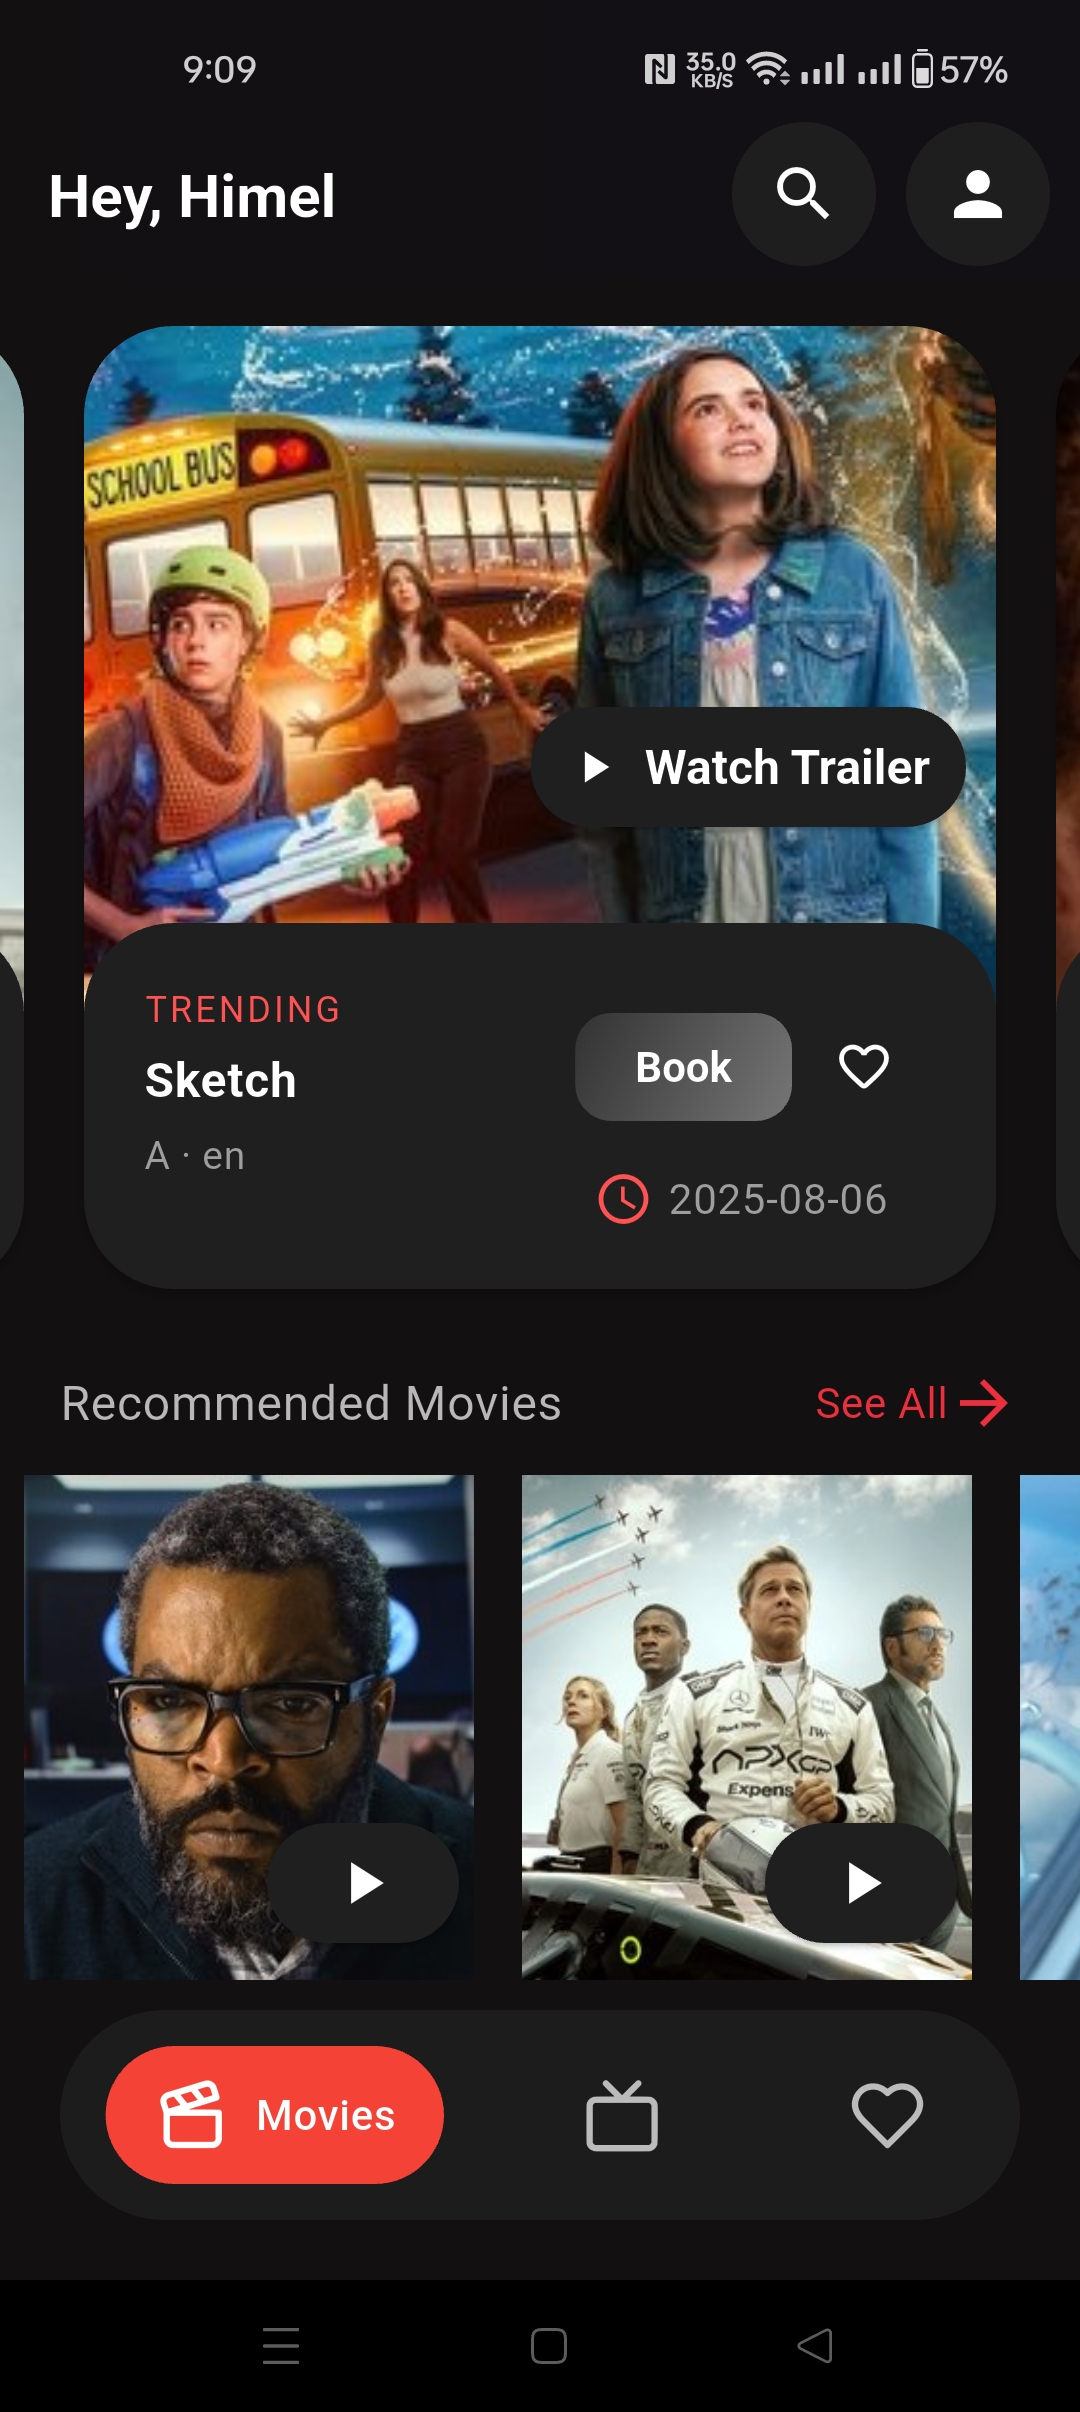 9:09
35.0
KB/S
57%
Hey, Himel
SCHOOL BUS
Watch Trailer
TRENDING
Sketch
A · en
Book
2025-08-06
Recommended Movies
See All
APXGP
IWC
Expens
Movies